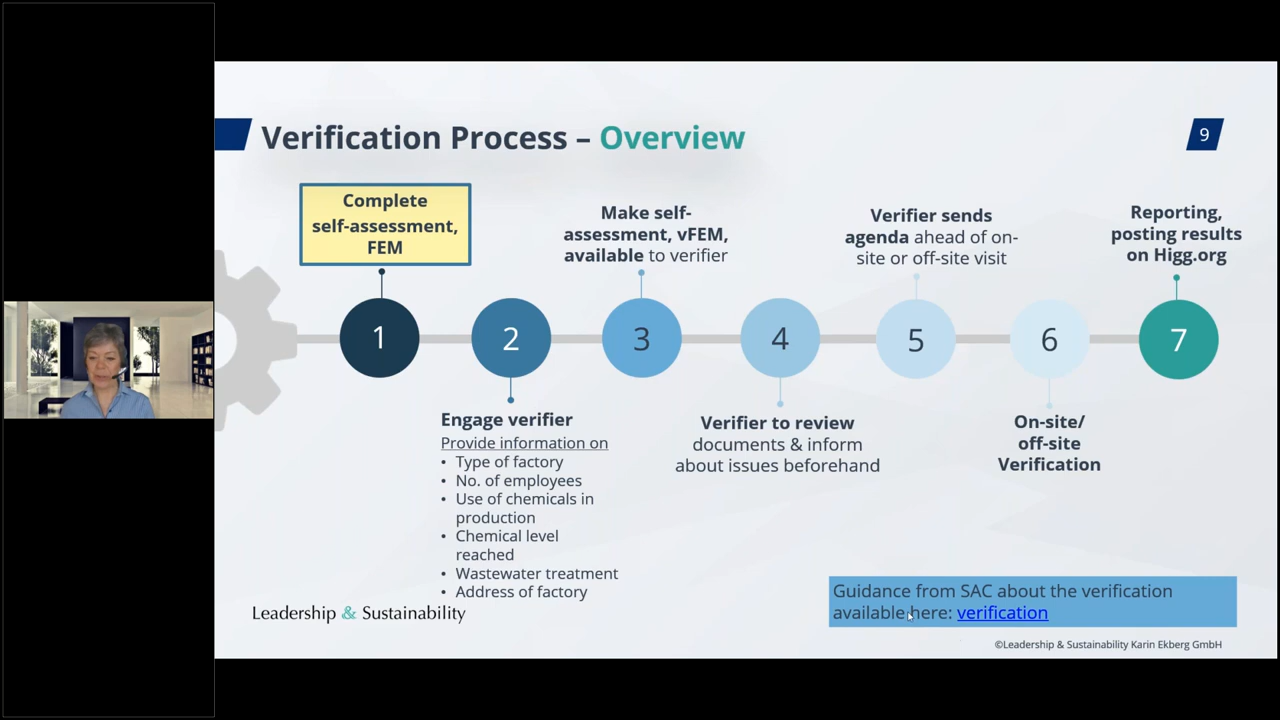 Verification Process – Overview
9
Complete
self-assessment,
FEM
Make self-
assessment, vFEM,
available to verifier
Verifier sends
agenda ahead of on-
site or off-site visit
Reporting,
posting results
on Higg.org
1
2
3
4
5
6
7
Engage verifier
Provide information on
• Type of factory
• No. of employees
• Use of chemicals in
production
• Chemical level
reached
• Wastewater treatment
• Address of factory
Verifier to review
documents & inform
about issues beforehand
On-site/
off-site
Verification
Guidance from SAC about the verification
available here: verification
Leadership & Sustainability
©Leadership & Sustainability Karin Ekberg GmbH